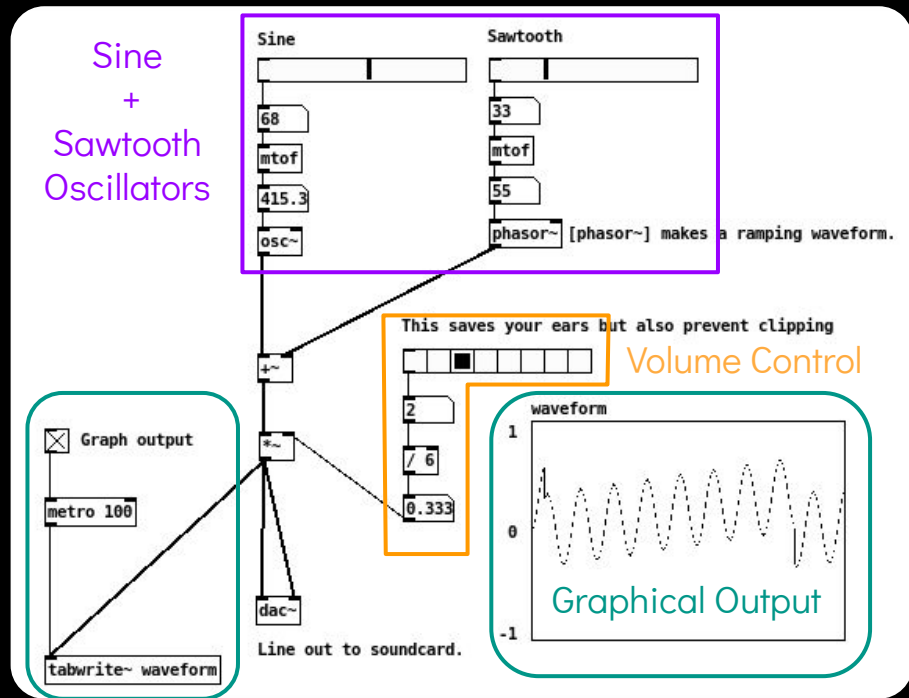 Sine
+
Sawtooth
Oscillators
Sine
68
mtof
415.3
osc~
Sawtooth
33
mtof
55
phasor~
[phasor~] makes a ramping waveform.
+~
*~
This saves your ears but also prevent clipping
Volume Control
2
/ 6
0.333
Graph output
metro 100
tabwrite~ waveform
dac~
Line out to soundcard.
waveform
1
0
-1
Graphical Output